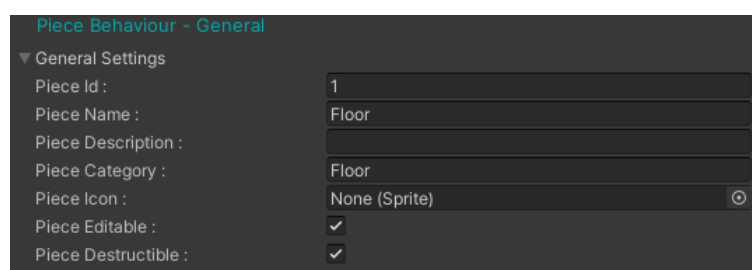 Piece Behaviour - General
General Settings
Piece Id : 1
Piece Name : Floor
Piece Description :
Piece Category : Floor
Piece Icon : None (Sprite)
Piece Editable :
Piece Destructible :